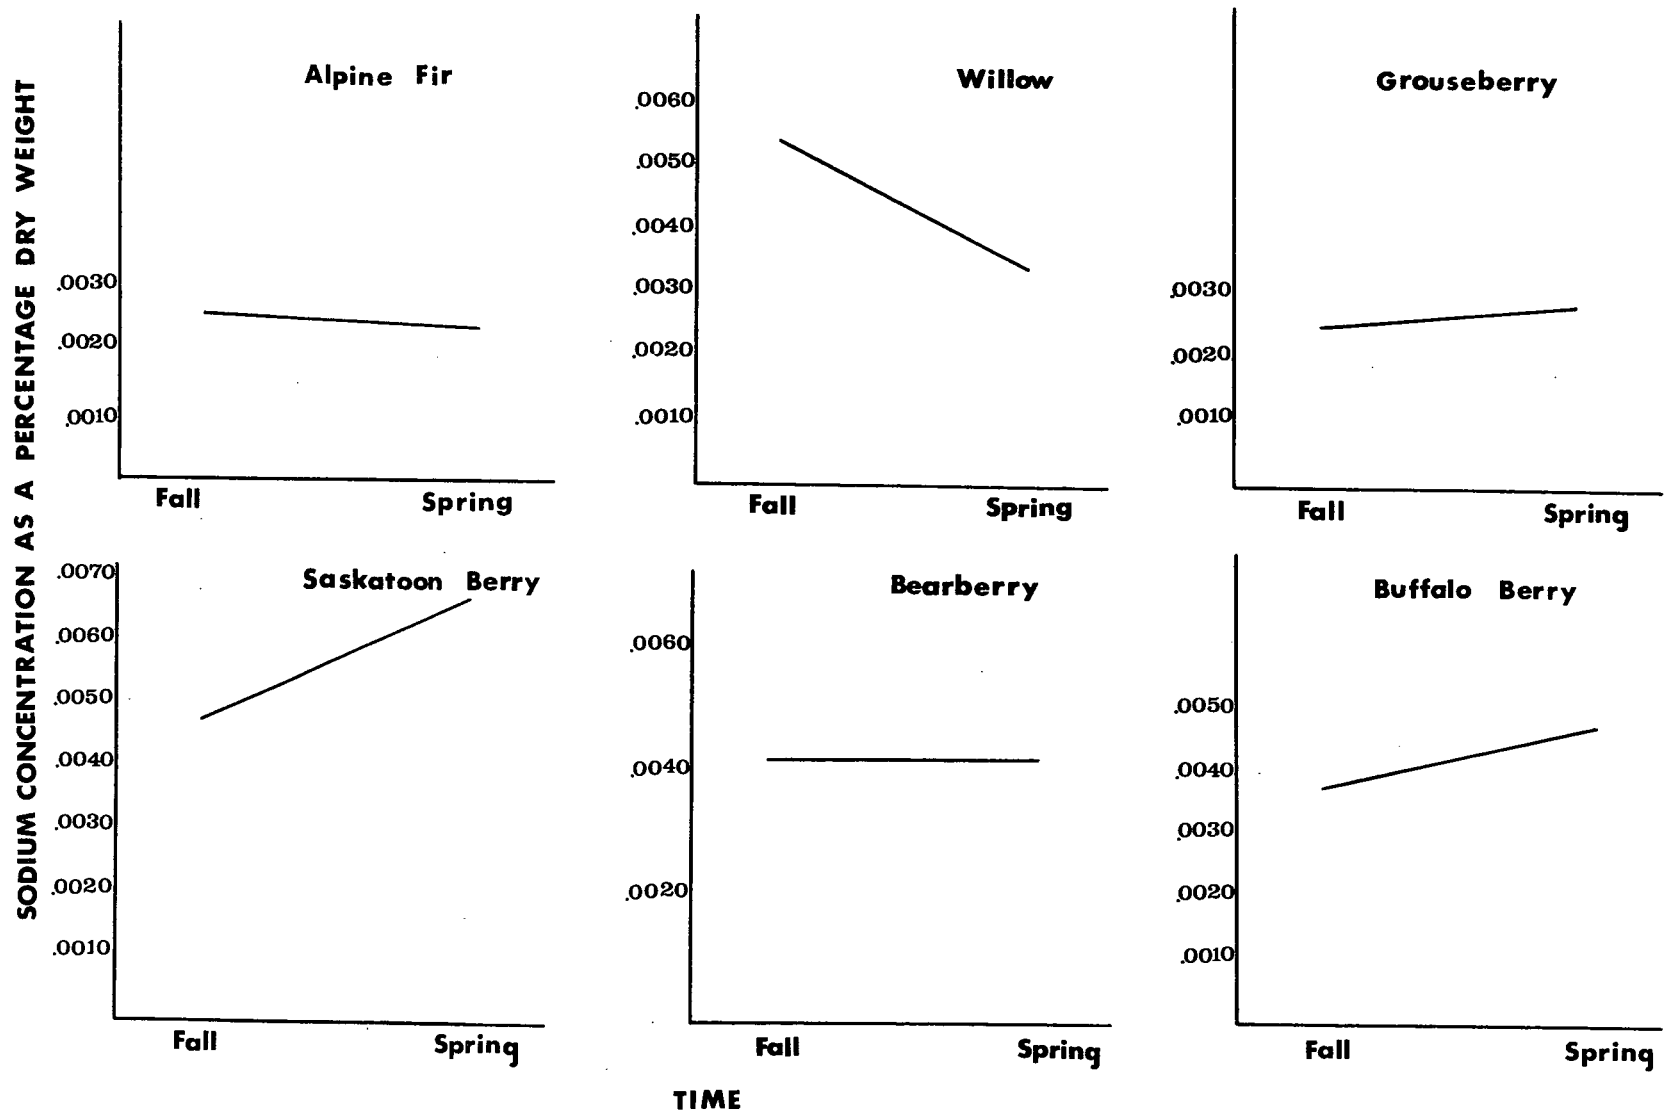 SODIUM CONCENTRATION AS A PERCENTAGE DRY WEIGHT
Alpine Fir
.0030
.0020
.0010
Fall Spring
Willow
.0060
.0050
.0040
.0030
.0020
.0010
Fall Spring
Grouseberry
.0030
.0020
.0010
Fall Spring
Saskatoon Berry
.0070
.0060
.0050
.0040
.0030
.0020
.0010
Fall Spring
Bearberry
.0060
.0040
.0020
Fall Spring
Buffalo Berry
.0050
.0040
.0030
.0020
.0010
Fall Spring
TIME